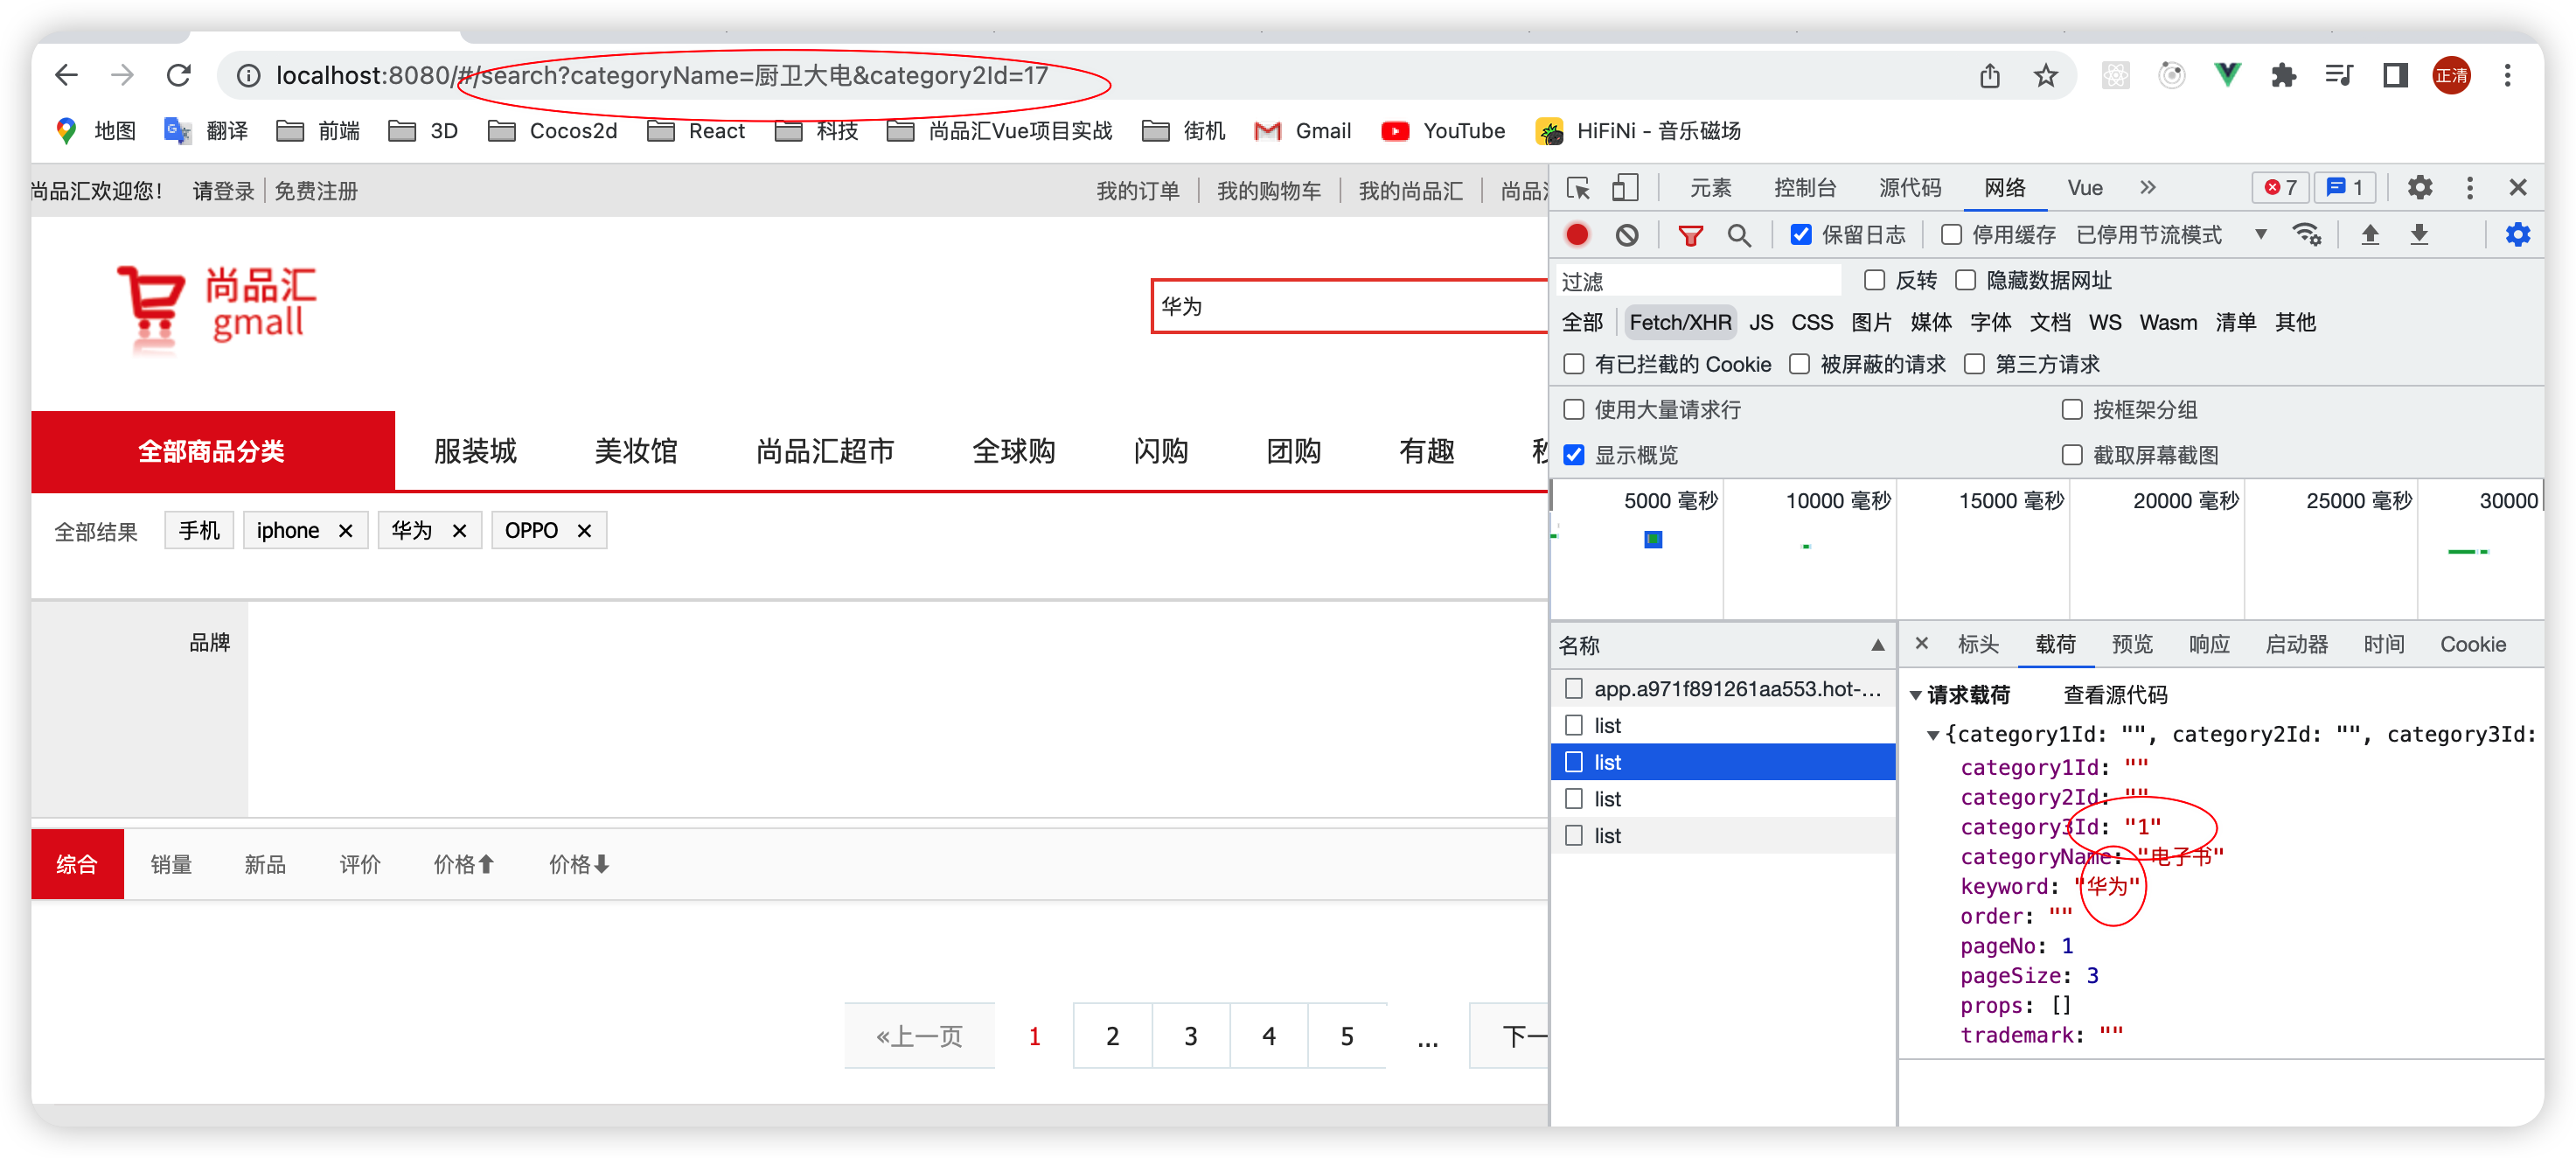 localhost:8080/#/search?categoryName=厨卫大电&category2Id=17
正清
地图 翻译 前端 3D Cocos2d React 科技 尚品汇Vue项目实战 街机 Gmail YouTube HiFiNi - 音乐磁场
尚品汇欢迎您! 请登录 免费注册 我的订单 我的购物车 我的尚品汇 尚品
尚品汇
gmall
华为
全部商品分类 服装城 美妆馆 尚品汇超市 全球购 闪购 团购 有趣
全部结果 手机 iphone × 华为 × OPPO ×
品牌
综合 销量 新品 评价 价格⬆ 价格⬇
«上一页 1 2 3 4 5 ... 下一
元素 控制台 源代码 网络 Vue » 7 1
保留日志 停用缓存 已停用节流模式
过滤 反转 隐藏数据网址
全部 Fetch/XHR JS CSS 图片 媒体 字体 文档 WS Wasm 清单 其他
有已拦截的 Cookie 被屏蔽的请求 第三方请求
使用大量请求行 按框架分组
显示概览 截取屏幕截图
5000 毫秒 10000 毫秒 15000 毫秒 20000 毫秒 25000 毫秒 30000
名称
app.a971f891261aa553.hot-...
list
list
list
list
× 标头 载荷 预览 响应 启动器 时间 Cookie
请求载荷 查看源代码
{category1Id: "", category2Id: "", category3Id:
category1Id: ""
category2Id: ""
category3Id: "1"
categoryName: "电子书"
keyword: "华为"
order: ""
pageNo: 1
pageSize: 3
props: []
trademark: ""